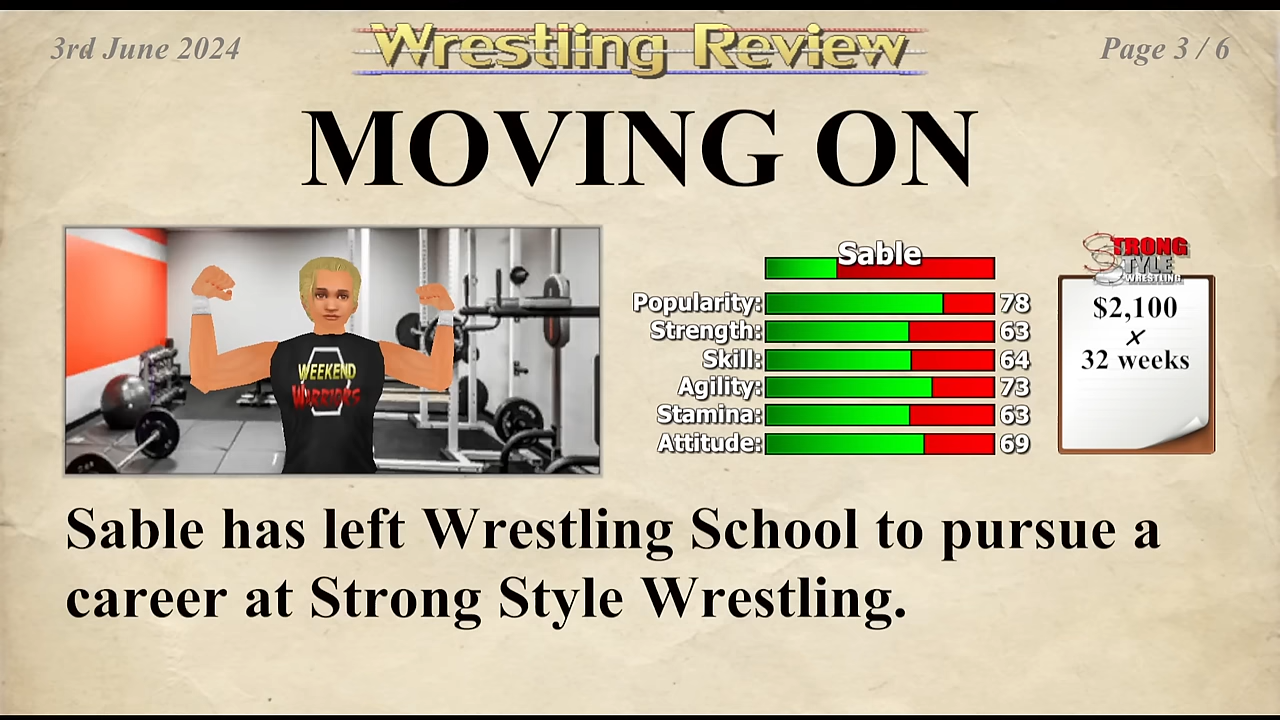 3rd June 2024
Wrestling Review
Page 3 / 6
MOVING ON
WEEKEND
WARRIORS
Sable
Popularity: 78
Strength: 63
Skill: 64
Agility: 73
Stamina: 63
Attitude: 69
STRONG
STYLE
WRESTLING
$2,100
x
32 weeks
Sable has left Wrestling School to pursue a
career at Strong Style Wrestling.